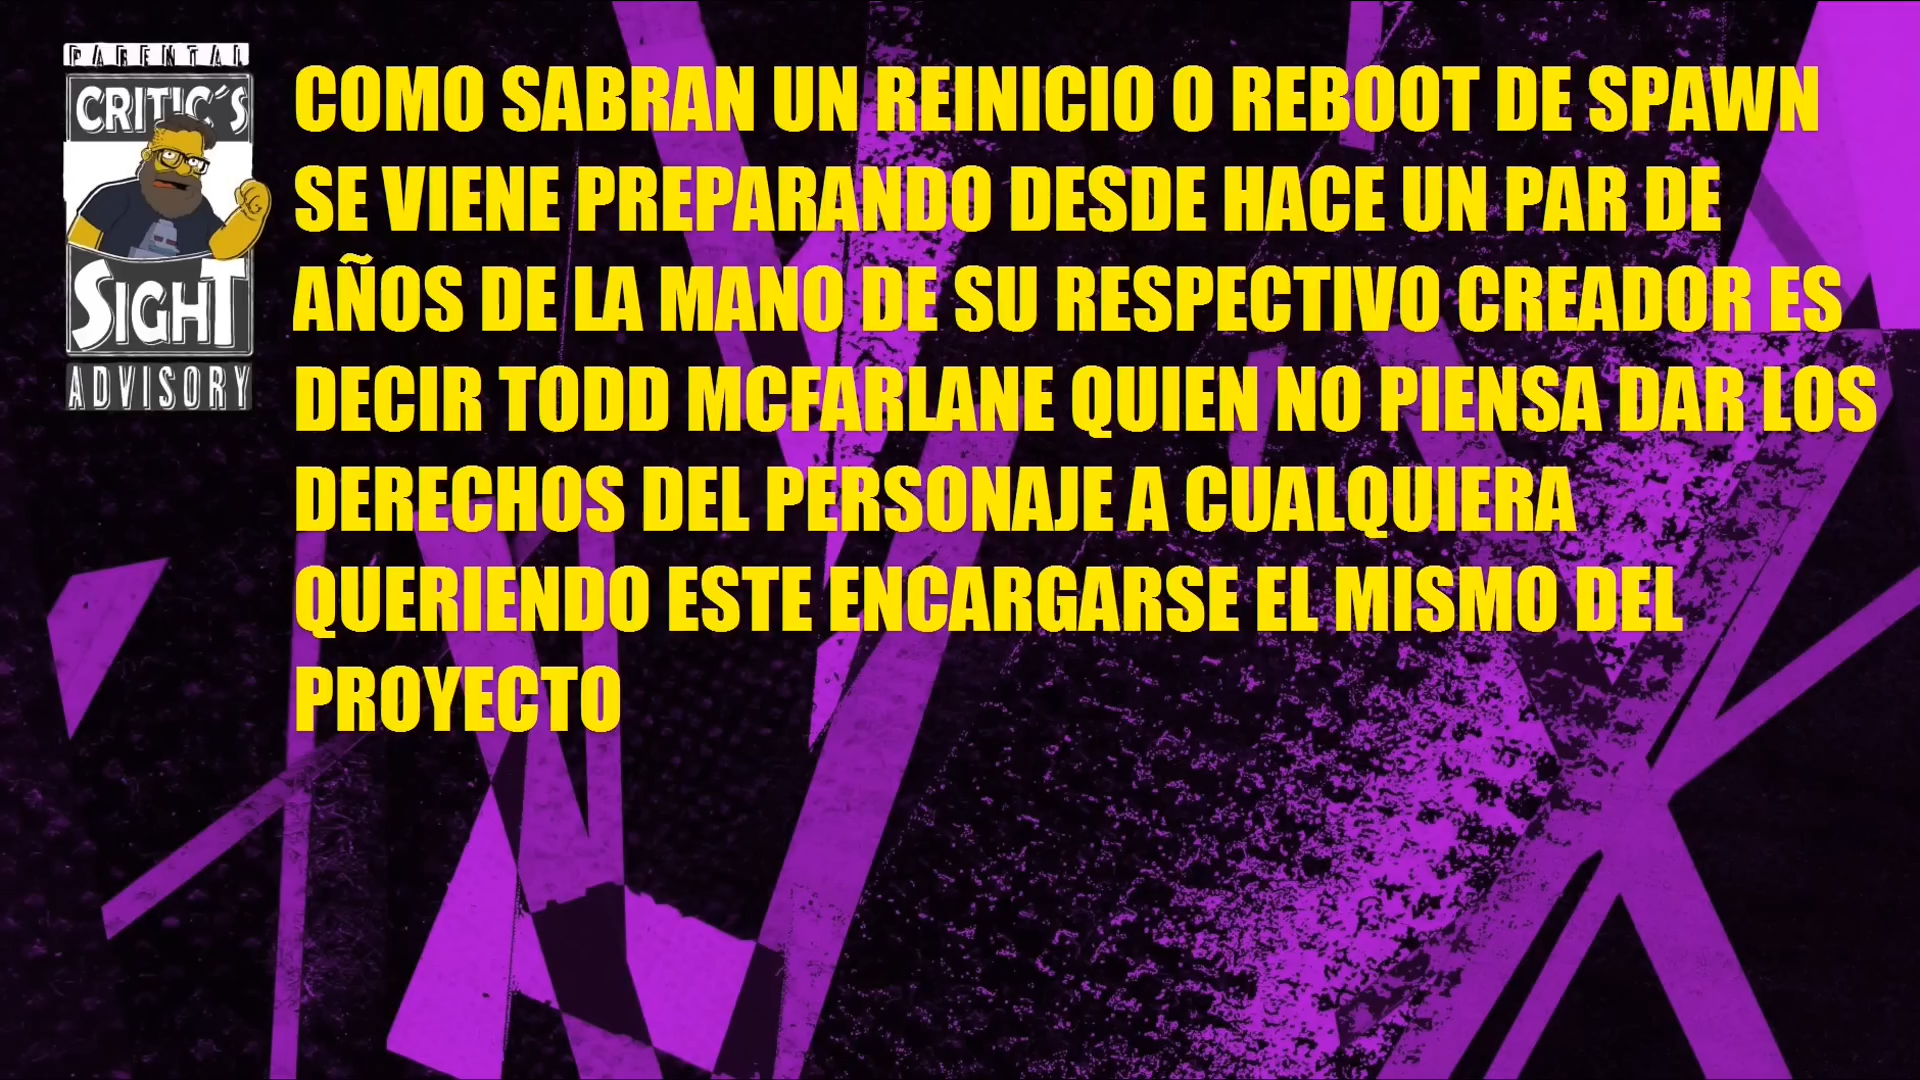 PARENTAL
CRITIC´S
SIGHT
ADVISORY
COMO SABRAN UN REINICIO O REBOOT DE SPAWN
SE VIENE PREPARANDO DESDE HACE UN PAR DE
AÑOS DE LA MANO DE SU RESPECTIVO CREADOR ES
DECIR TODD MCFARLANE QUIEN NO PIENSA DAR LOS
DERECHOS DEL PERSONAJE A CUALQUIERA
QUERIENDO ESTE ENCARGARSE EL MISMO DEL
PROYECTO